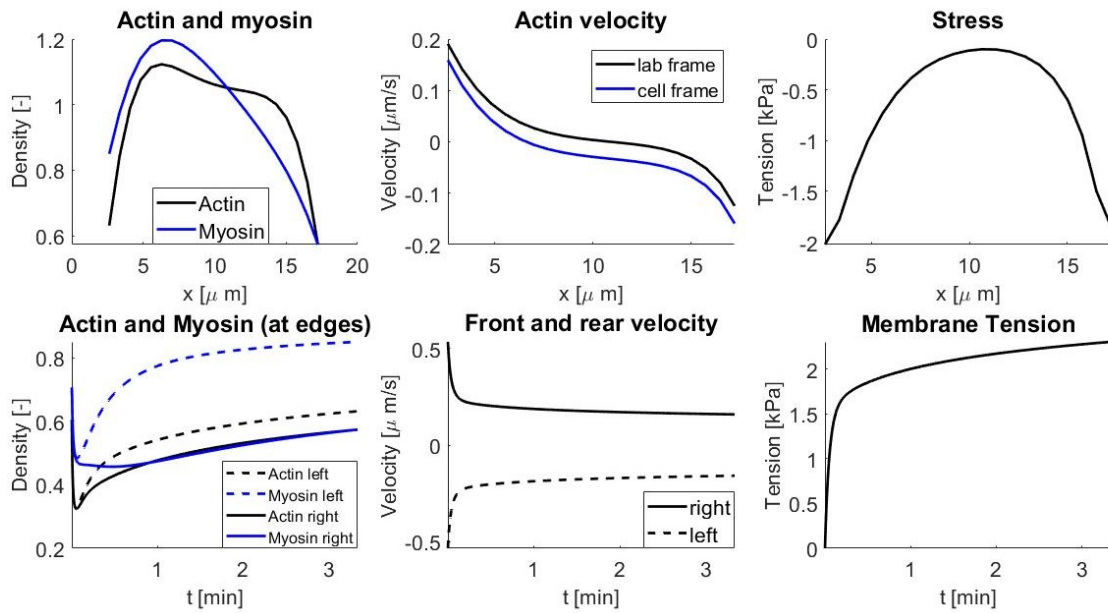 Actin and myosin
1.2
1
0.8
0.6
Density [-]
Actin
Myosin
0
5
10
15
20
x [μ m]
Actin velocity
0.2
0.1
0
-0.1
-0.2
Velocity [μm/s]
lab frame
cell frame
5
10
15
x [μ m]
Stress
0
-0.5
-1
-1.5
-2
Tension [kPa]
5
10
15
x [μ m]
Actin and Myosin (at edges)
0.8
0.6
0.4
0.2
Density [-]
Actin left
Myosin left
Actin right
Myosin right
1
2
3
t [min]
Front and rear velocity
0.5
0
-0.5
Velocity [μ m/s]
right
left
1
2
3
t [min]
Membrane Tension
2
1.5
1
0.5
0
Tension [kPa]
1
2
3
t [min]